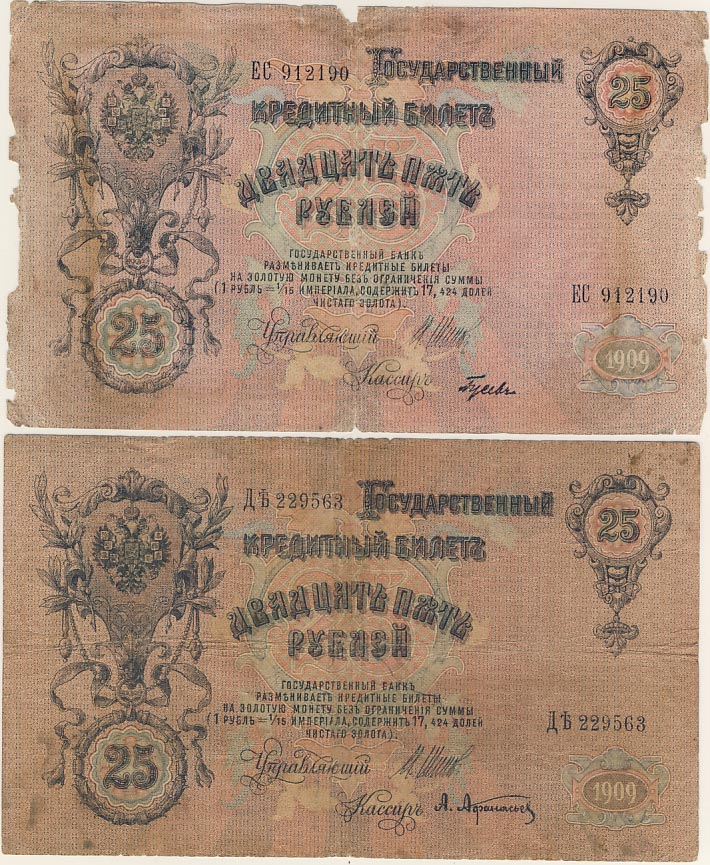 ЕС 912190 ГОСУДАРСТВЕННЫЙ 25
КРЕДИТНЫЙ БИЛЕТЪ
ДВАДЦАТЬ ПЯТЬ
РУБЛЕЙ
ГОСУДАРСТВЕННЫЙ БАНКЪ
РАЗМѢНИВАЕТЪ КРЕДИТНЫЕ БИЛЕТЫ
НА ЗОЛОТУЮ МОНЕТУ БЕЗЪ ОГРАНИЧЕНІЯ СУММЫ
(1 РУБЛЬ = 1/15 ИМПЕРІАЛА, СОДЕРЖИТЪ 17, 424 ДОЛЕЙ
ЧИСТАГО ЗОЛОТА).
ЕС 912190
25
Управляющій И. Шиповъ
1909
Кассиръ Гусевъ
ДѢ 229563 ГОСУДАРСТВЕННЫЙ 25
КРЕДИТНЫЙ БИЛЕТЪ
ДВАДЦАТЬ ПЯТЬ
РУБЛЕЙ
ГОСУДАРСТВЕННЫЙ БАНКЪ
РАЗМѢНИВАЕТЪ КРЕДИТНЫЕ БИЛЕТЫ
НА ЗОЛОТУЮ МОНЕТУ БЕЗЪ ОГРАНИЧЕНІЯ СУММЫ
(1 РУБЛЬ = 1/15 ИМПЕРІАЛА, СОДЕРЖИТЪ 17, 424 ДОЛЕЙ
ЧИСТАГО ЗОЛОТА).
ДѢ 229563
25
Управляющій И. Шиповъ
1909
Кассиръ А. Афанасьев